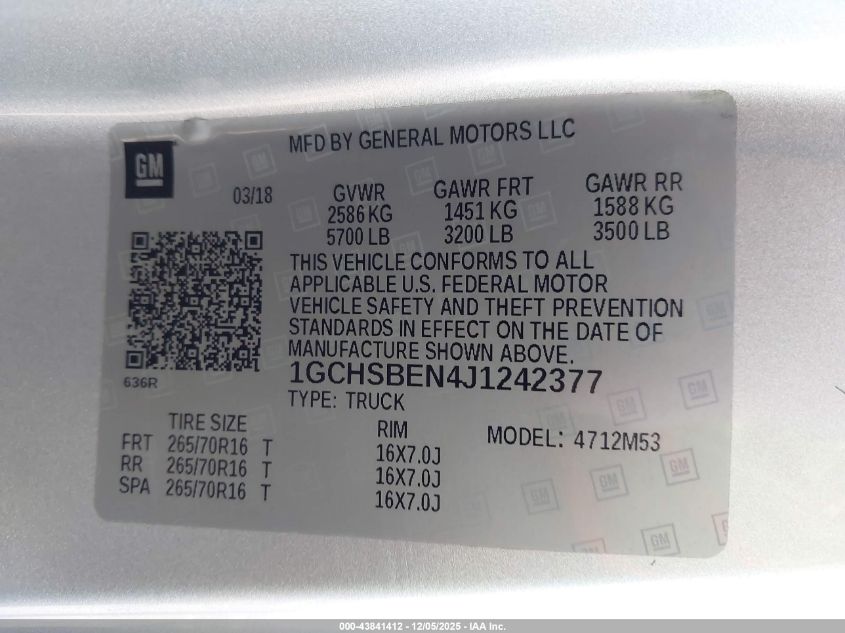 MFD BY GENERAL MOTORS LLC
GM
03/18
GVWR GAWR FRT GAWR RR
2586 KG 1451 KG 1588 KG
5700 LB 3200 LB 3500 LB
THIS VEHICLE CONFORMS TO ALL
APPLICABLE U.S. FEDERAL MOTOR
VEHICLE SAFETY AND THEFT PREVENTION
STANDARDS IN EFFECT ON THE DATE OF
MANUFACTURE SHOWN ABOVE.
636R
1GCHSBEN4J1242377
TYPE: TRUCK
TIRE SIZE RIM MODEL: 4712M53
FRT 265/70R16 T 16X7.0J
RR 265/70R16 T 16X7.0J
SPA 265/70R16 T 16X7.0J
000-43841412 - 12/05/2025 - IAA Inc.